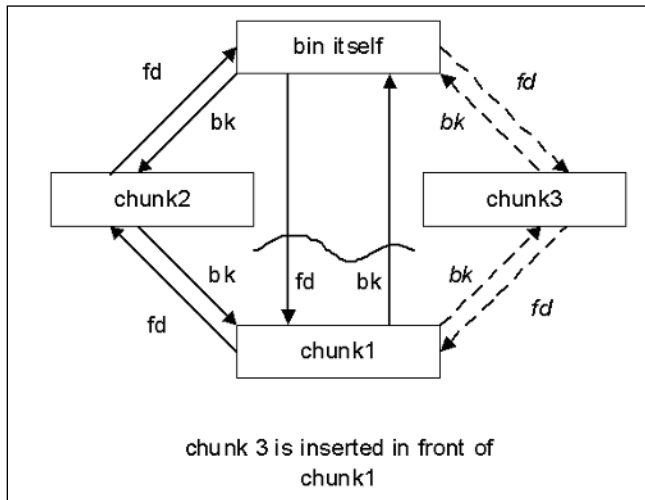 bin itself
fd
fd
bk
bk
chunk2
chunk3
bk
fd
bk
bk
fd
fd
chunk1
chunk 3 is inserted in front of
chunk1